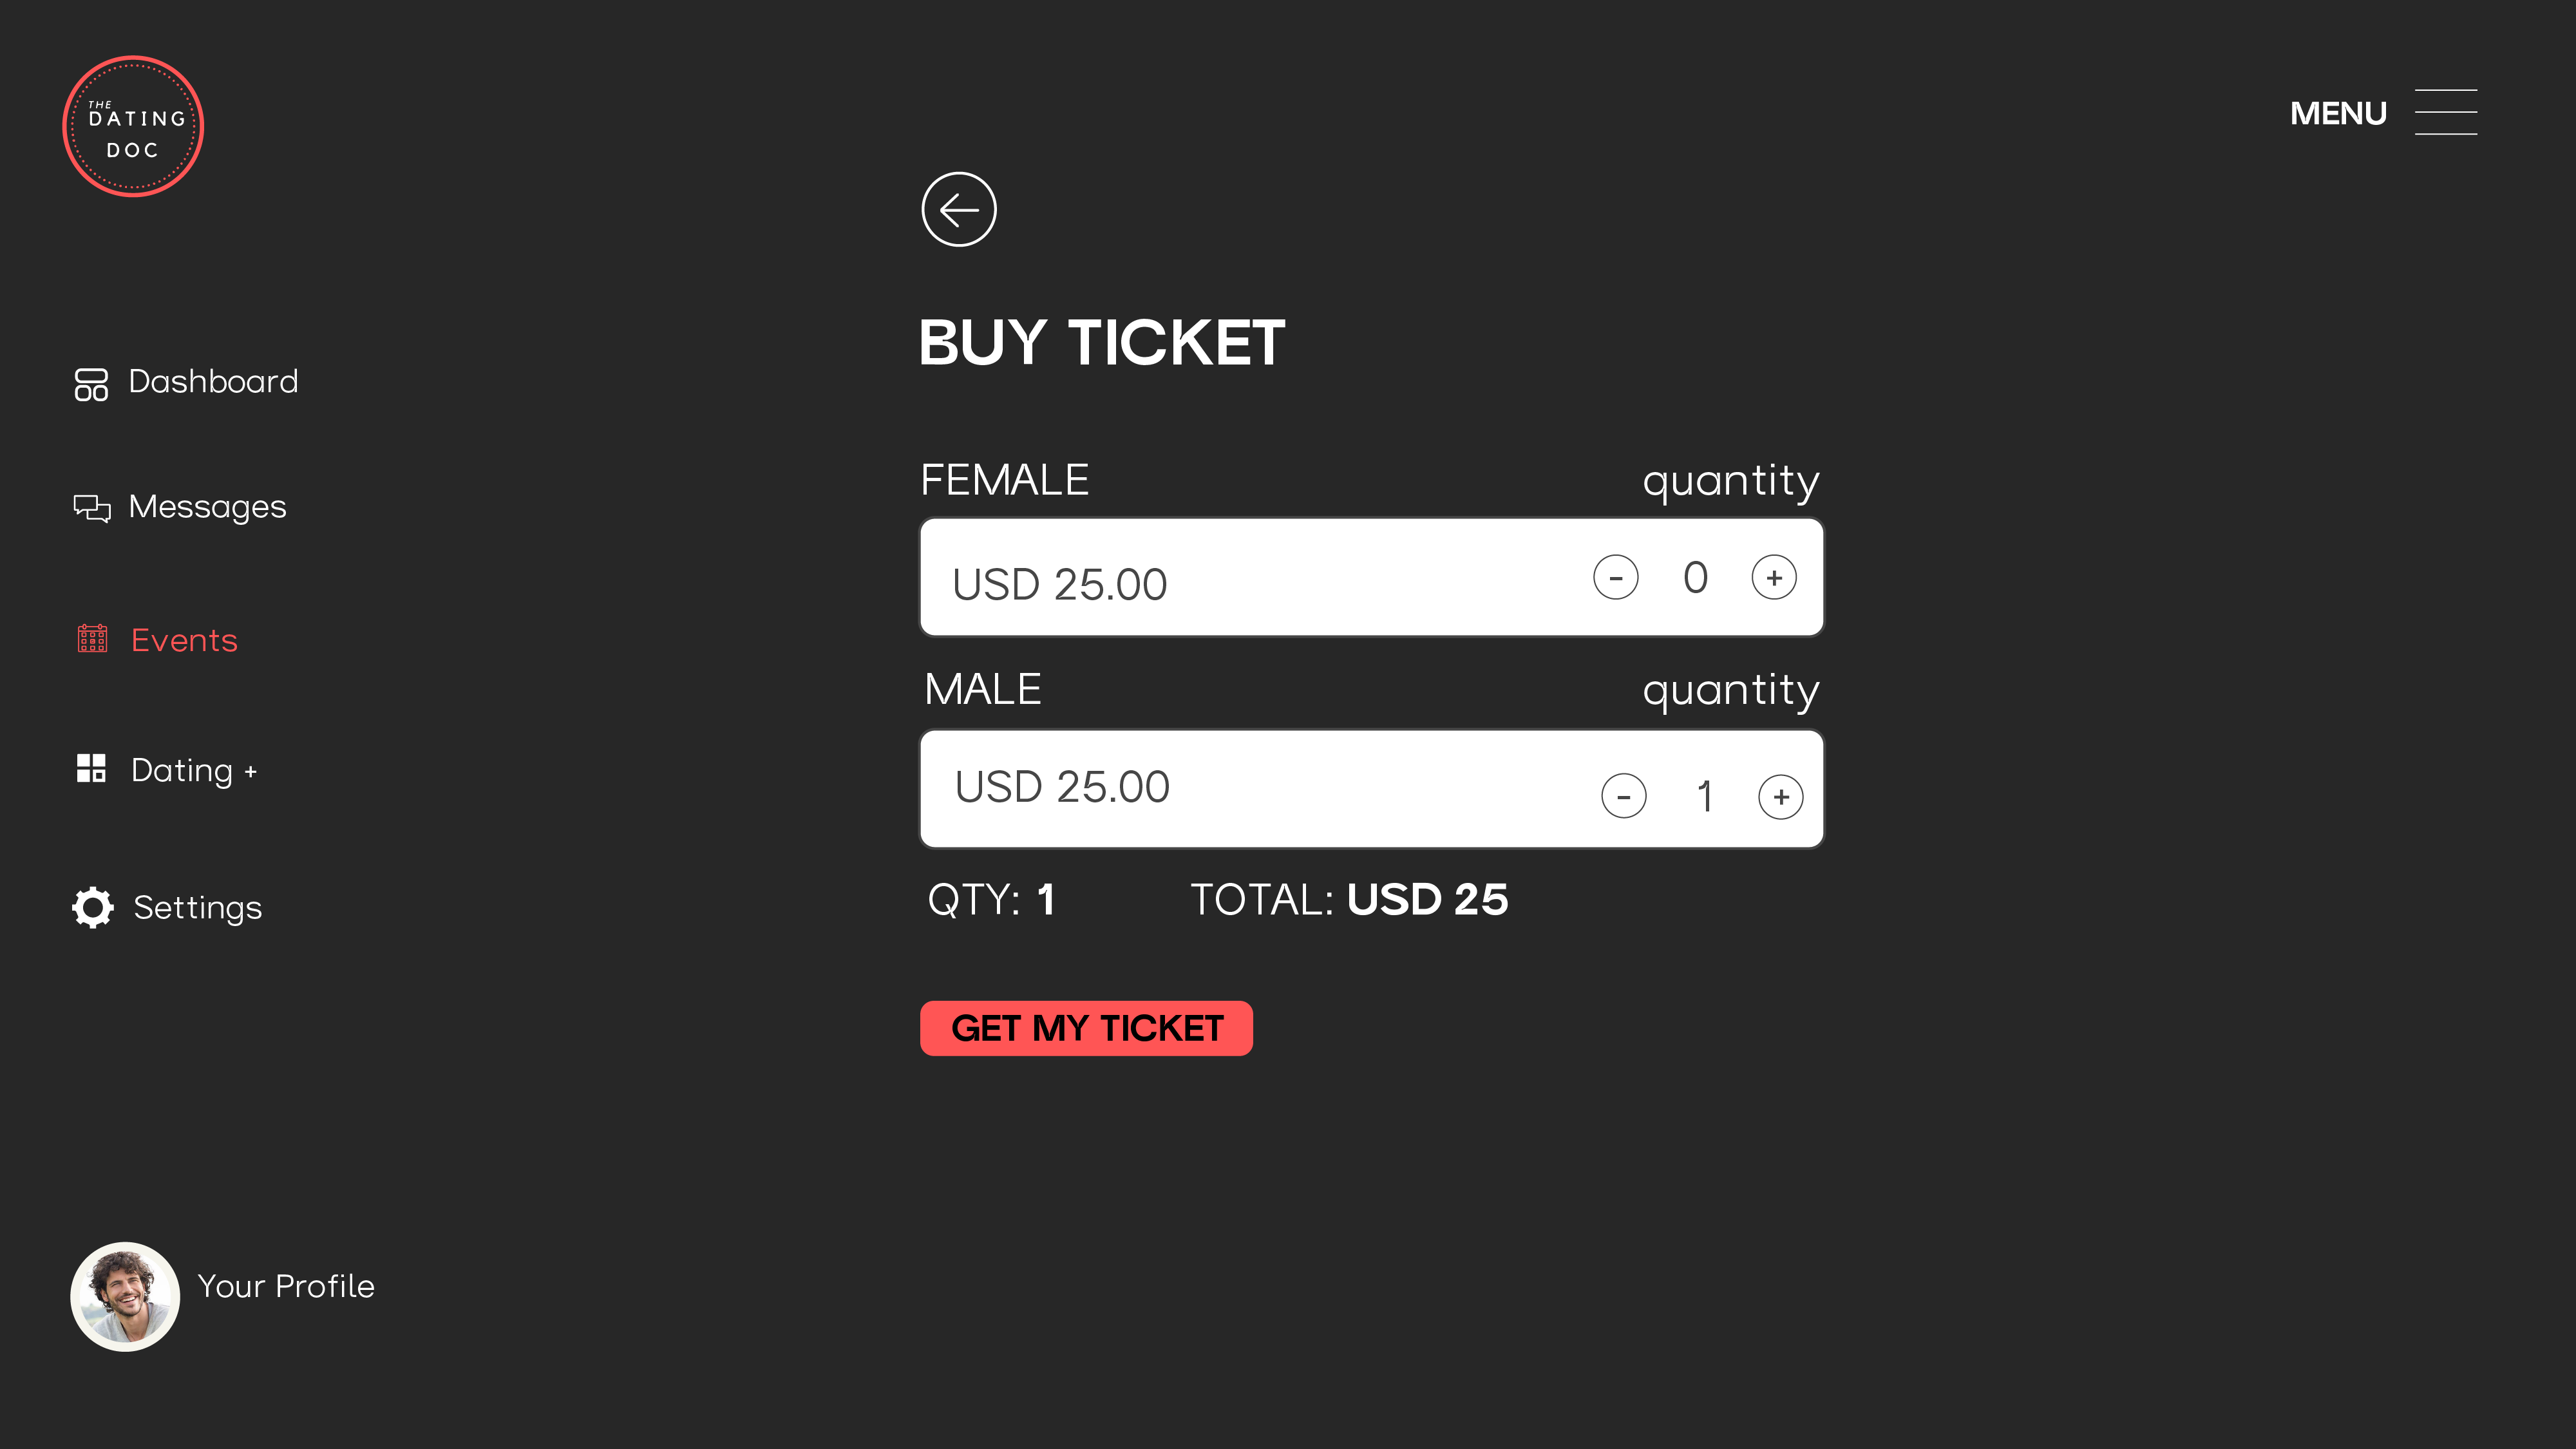 THE
DATING
DOC
MENU
BUY TICKET
Dashboard
FEMALE quantity
Messages
USD 25.00 - 0 +
Events
MALE quantity
Dating +
USD 25.00 - 1 +
Settings
QTY: 1 TOTAL: USD 25
GET MY TICKET
Your Profile